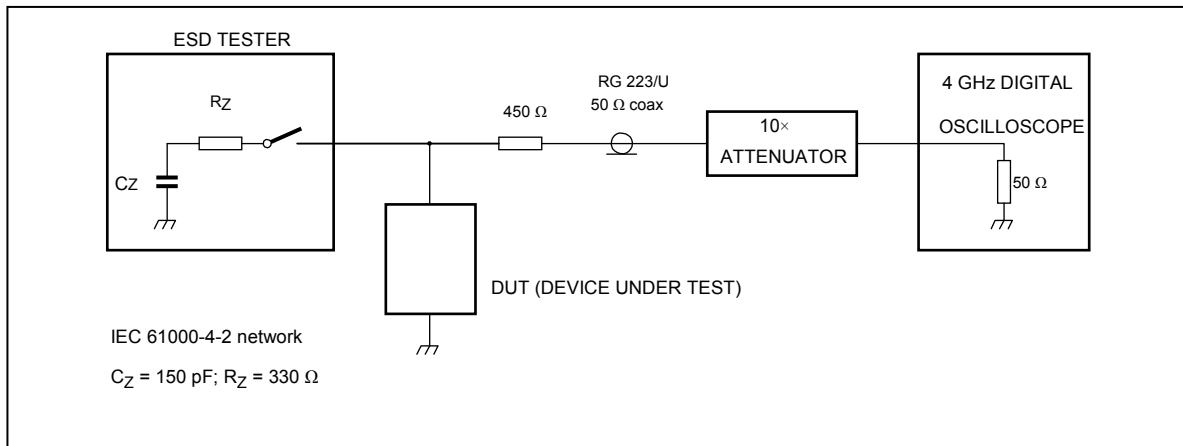 ESD TESTER
RZ
CZ
450 Ω
RG 223/U
50 Ω coax
10×
ATTENUATOR
4 GHz DIGITAL
OSCILLOSCOPE
50 Ω
DUT (DEVICE UNDER TEST)
IEC 61000-4-2 network
CZ = 150 pF; RZ = 330 Ω